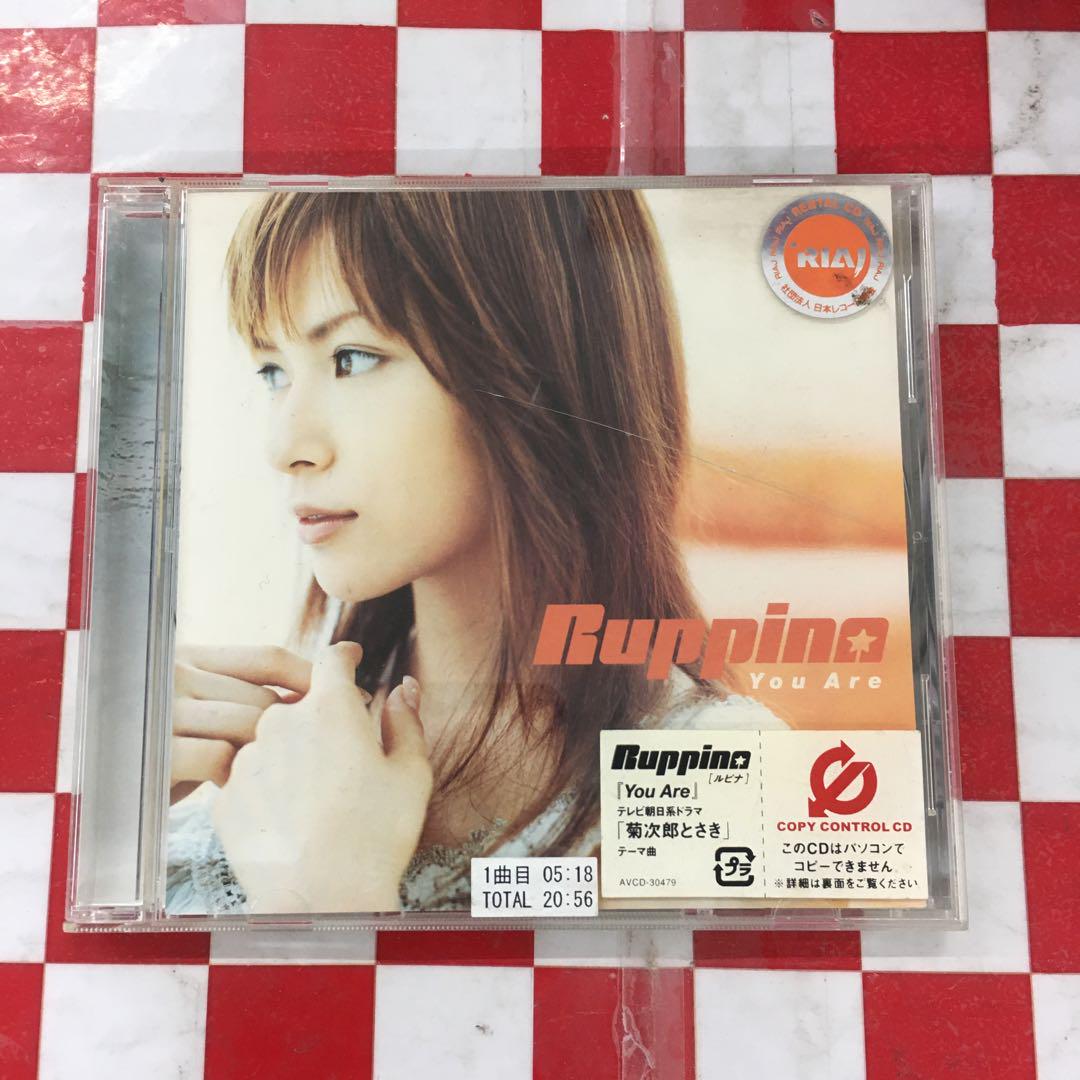 RIAJ RENTAL CD RIAJ RIAJ RIAJ
RIAJ
社団法人 日本レコー
Ruppina
You Are
Ruppina
[ルピナ]
『You Are』
テレビ朝日系ドラマ
「菊次郎とさき」
テーマ曲
AVCD-30479
プラ
COPY CONTROL CD
このCDはパソコンで
コピーできません
※詳細は裏面をご覧ください
1曲目 05:18
TOTAL 20:56